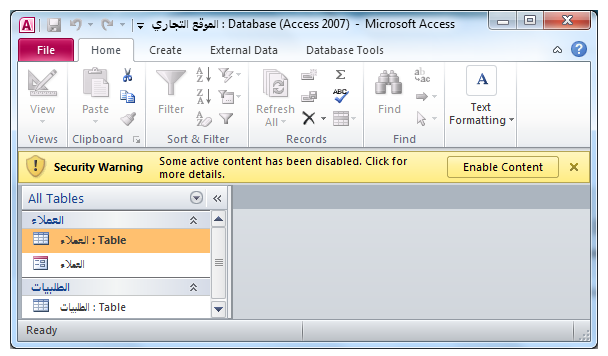 الموقع التجاري : Database (Access 2007) - Microsoft Access
File Home Create External Data Database Tools
View Paste Filter Refresh All Find Text Formatting
ABC
Views Clipboard Sort & Filter Records Find
Security Warning Some active content has been disabled. Click for more details. Enable Content
All Tables
العملاء
العملاء : Table
العملاء
الطلبيات
الطلبيات : Table
Ready